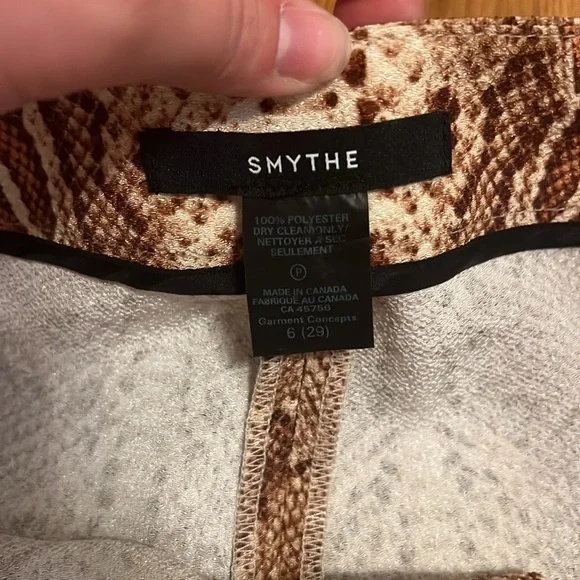 SMYTHE
100% POLYESTER
DRY CLEAN ONLY/
NETTOYER A SEC
SEULEMENT
P
MADE IN CANADA
FABRIQUE AU CANADA
CA 45750
Garment Concepts
6 (29)